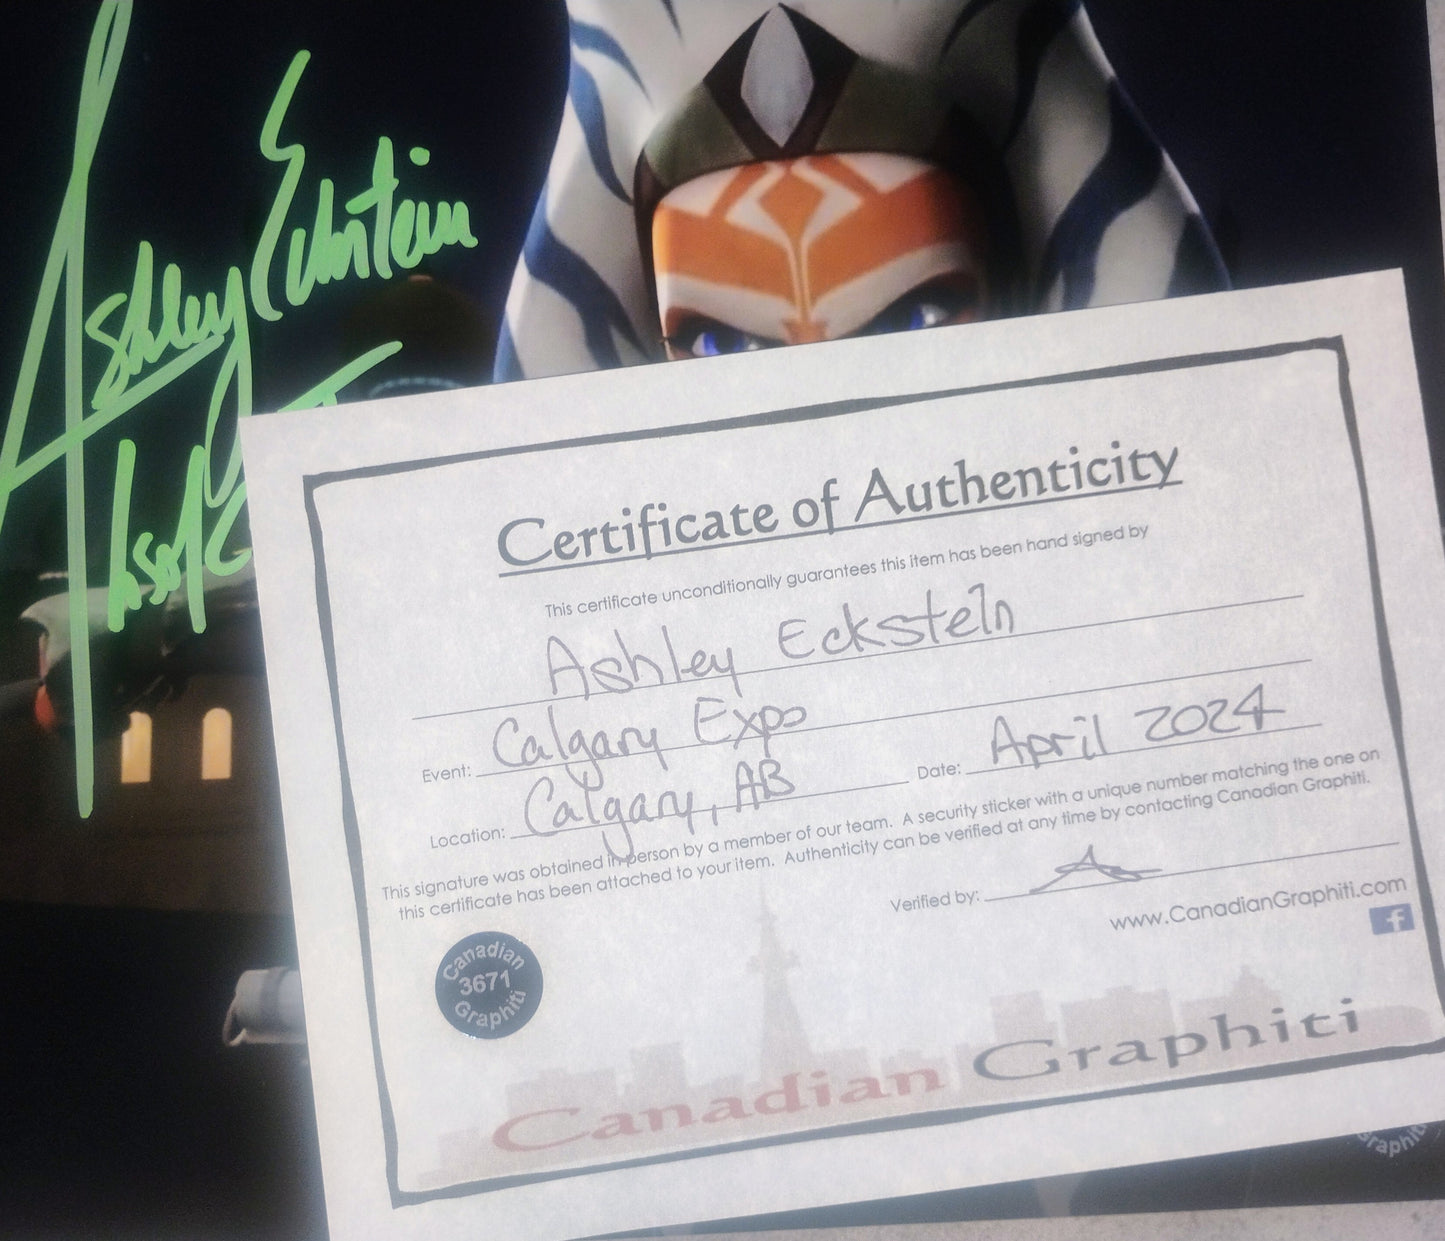 Ashley Eckstein
Certificate of Authenticity
This certificate unconditionally guarantees this item has been hand signed by
Ashley Eckstein
Event: Calgary Expo
Location: Calgary, AB
Date: April 2024
This signature was obtained in person by a member of our team. A security sticker with a unique number matching the one on
this certificate has been attached to your item. Authenticity can be verified at any time by contacting Canadian Graphiti.
Verified by:
www.CanadianGraphiti.com
f
Canadian
3671
Graphiti
Canadian Graphiti
Graphiti